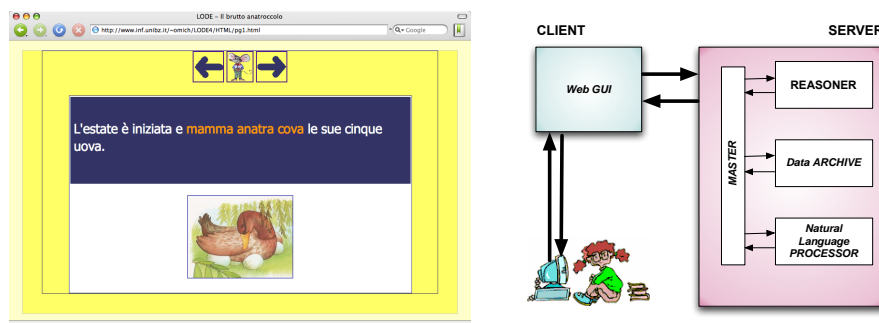 LODE – Il brutto anatroccolo
http://www.inf.unibz.it/~omich/LODE4/HTML/pg1.html
Google
L'estate è iniziata e mamma anatra cova le sue cinque
uova.
CLIENT
SERVER
Web GUI
MASTER
REASONER
Data ARCHIVE
Natural
Language
PROCESSOR